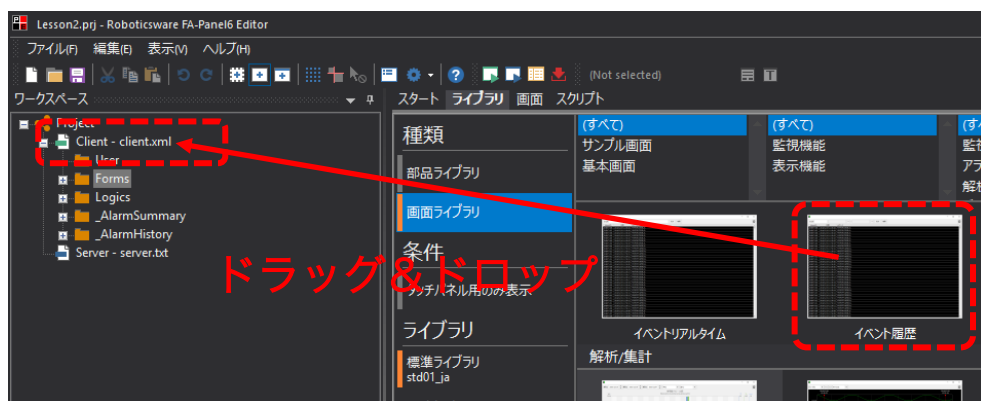 Lesson2.prj - Roboticsware FA-Panel6 Editor
ファイル(F) 編集(E) 表示(V) ヘルプ(H)
(Not selected)
ワークスペース
スタート ライブラリ 画面 スクリプト
Project
Client - client.xml
User
Forms
Logics
_AlarmSummary
_AlarmHistory
Server - server.txt
種類
部品ライブラリ
画面ライブラリ
条件
タッチパネル用のみ表示
ライブラリ
標準ライブラリ
std01_ja
(すべて)
サンプル画面
基本画面
(すべて)
監視機能
表示機能
ドラッグ&ドロップ
イベントリアルタイム
イベント履歴
解析/集計